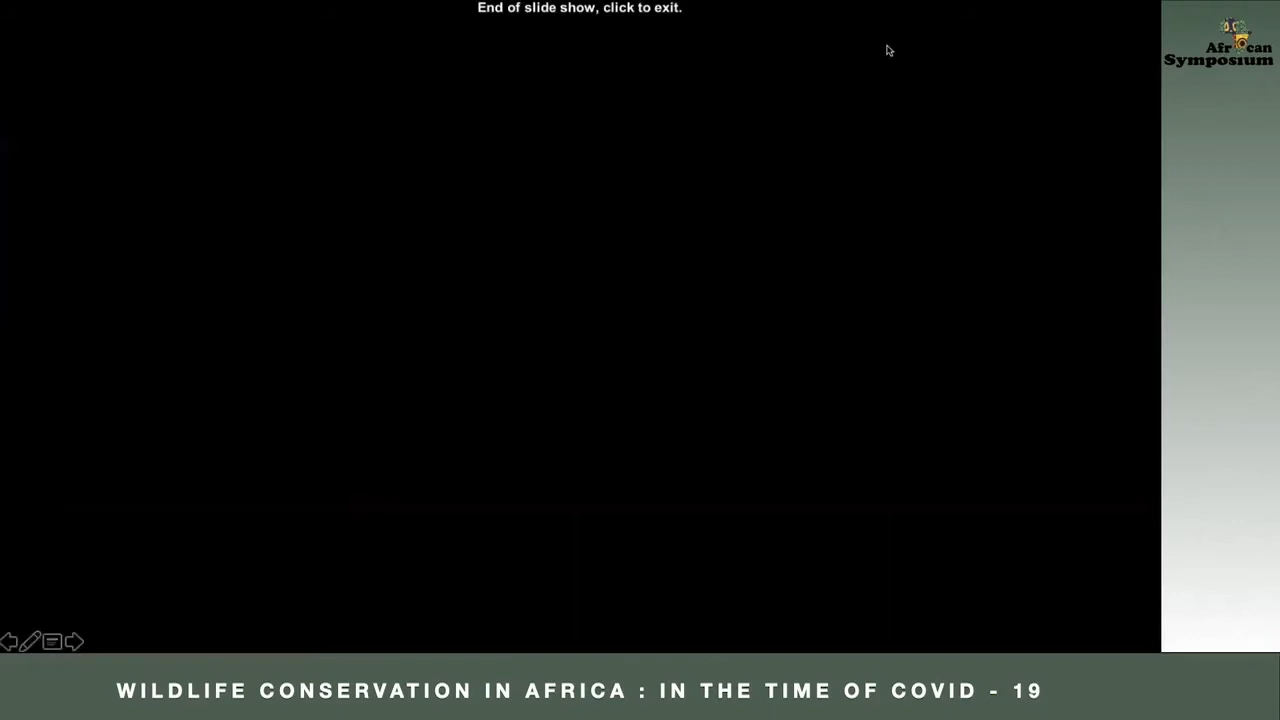 End of slide show, click to exit.
African
Symposium
WILDLIFE CONSERVATION IN AFRICA : IN THE TIME OF COVID - 19